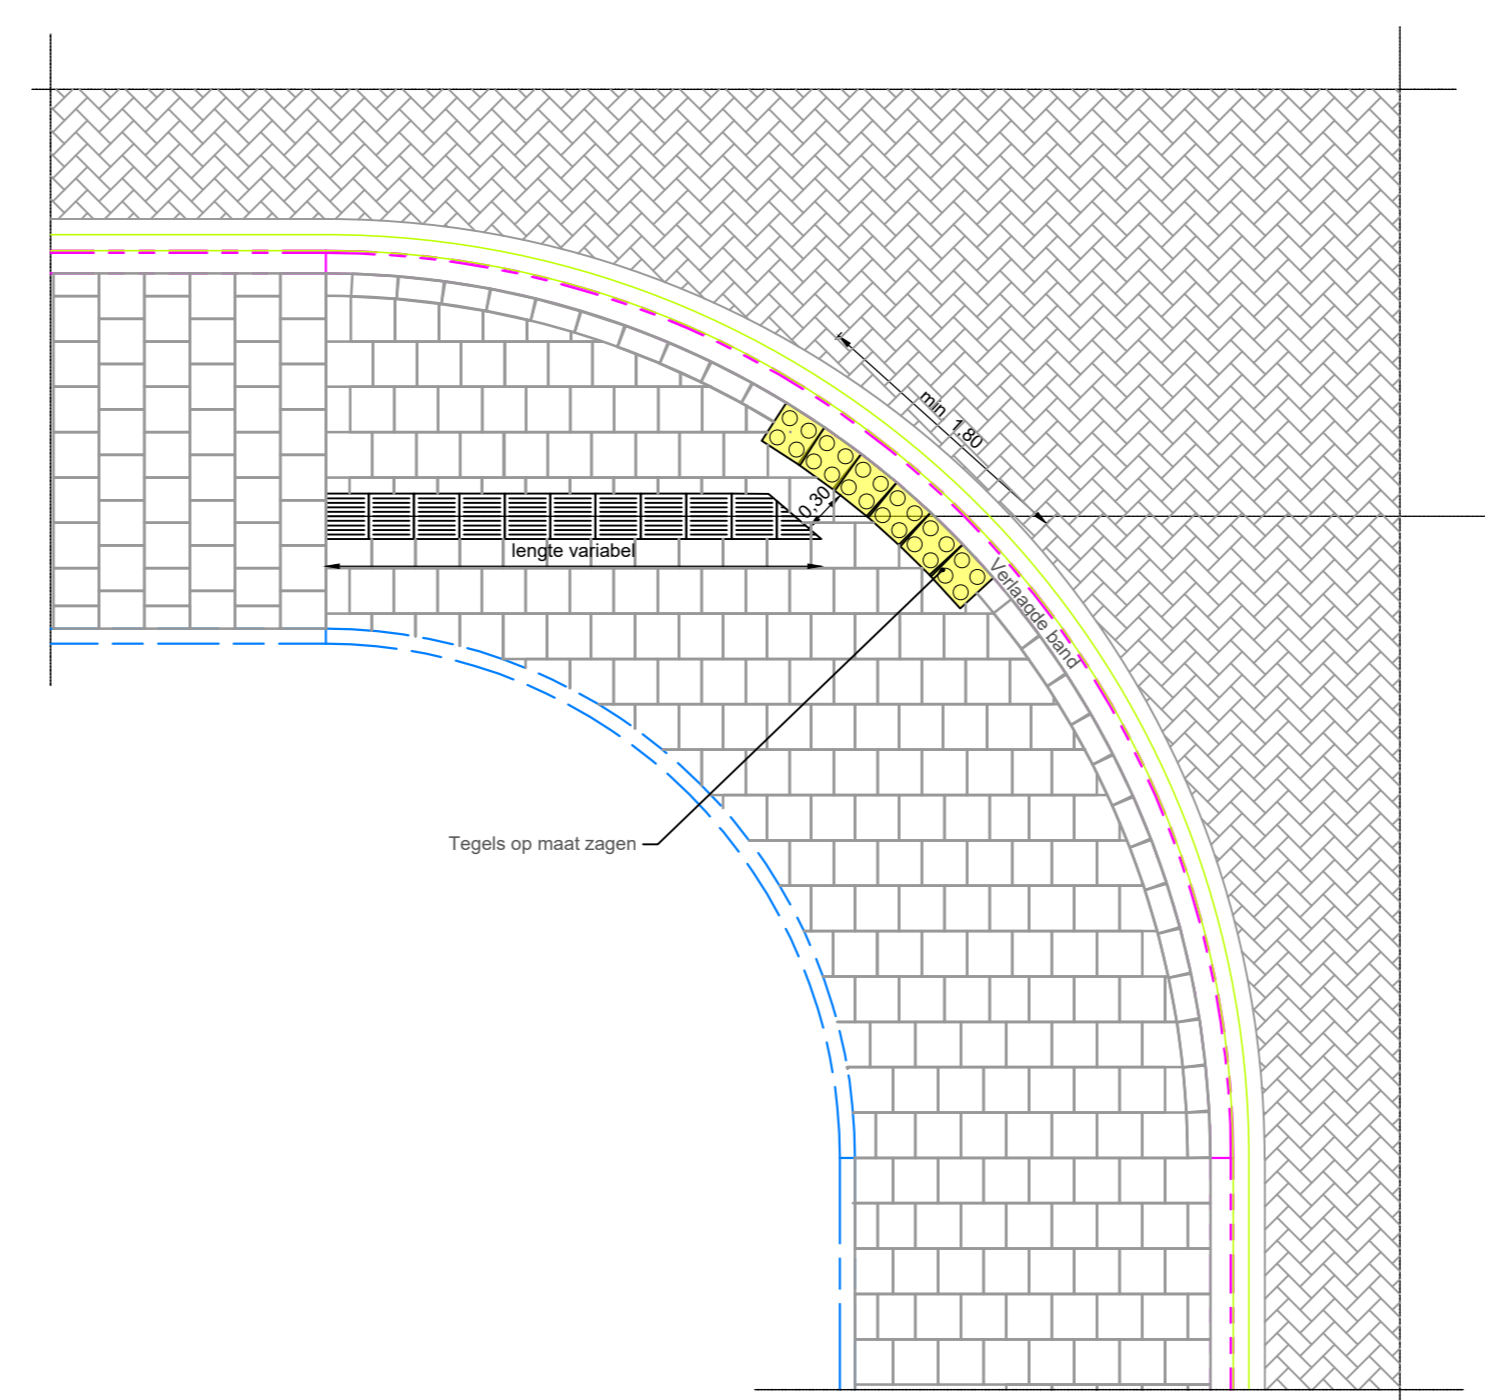 min. 1,80
0,30
lengte variabel
Verlaagde band
Tegels op maat zagen